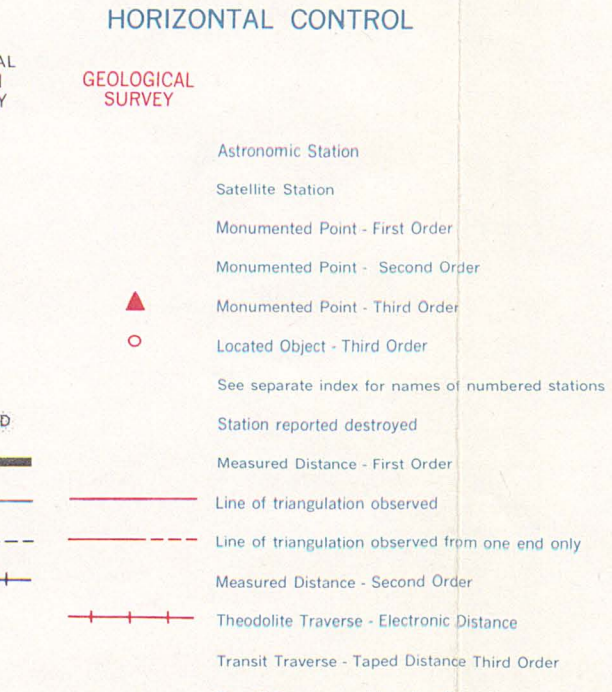 HORIZONTAL CONTROL
GEOLOGICAL
SURVEY
Astronomic Station
Satellite Station
Monumented Point - First Order
Monumented Point - Second Order
Monumented Point - Third Order
Located Object - Third Order
See separate index for names of numbered stations
Station reported destroyed
Measured Distance - First Order
Line of triangulation observed
Line of triangulation observed from one end only
Measured Distance - Second Order
Theodolite Traverse - Electronic Distance
Transit Traverse - Taped Distance Third Order